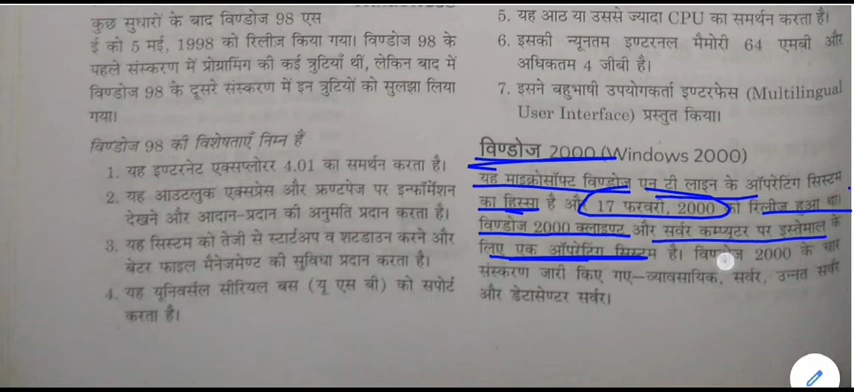 कुछ सुधारों के बाद विण्डोज 98 एस
ई को 5 मई, 1998 को रिलीज़ किया गया। विण्डोज 98 के
पहले संस्करण में प्रोग्रामिंग की कई त्रुटियाँ थीं, लेकिन बाद में
विण्डोज 98 के दूसरे संस्करण में इन त्रुटियों को सुलझा लिया
गया।
विण्डोज 98 की विशेषताएँ निम्न हैं
1. यह इण्टरनेट एक्सप्लोरर 4.01 का समर्थन करता है।
2. यह आउटलुक एक्सप्रेस और फ्रण्टपेज पर इन्फॉर्मेशन
देखने और आदान-प्रदान की अनुमति प्रदान करता है।
3. यह सिस्टम को तेजी से स्टार्टअप व शटडाउन करने और
बेटर फाइल मैनेजमेण्ट की सुविधा प्रदान करता है।
4. यह यूनिवर्सल सीरियल बस (यू एस बी) को सपोर्ट
करता है।
5. यह आठ या उससे ज्यादा CPU का समर्थन करता है।
6. इसकी न्यूनतम इण्टरनल मैमोरी 64 एमबी और
अधिकतम 4 जीबी है।
7. इसने बहुभाषी उपयोगकर्ता इण्टरफेस (Multilingual
User Interface) प्रस्तुत किया।
विण्डोज 2000 (Windows 2000)
यह माइक्रोसॉफ्ट विण्डोज एन टी लाइन के ऑपरेटिंग सिस्टम
का हिस्सा है और 17 फरवरी, 2000 को रिलीज हुआ था।
विण्डोज 2000 क्लाइण्ट और सर्वर कम्प्यूटर पर इस्तेमाल के
लिए एक ऑपरेटिंग सिस्टम है। विण्डोज 2000 के चार
संस्करण जारी किए गए–व्यावसायिक, सर्वर, उन्नत सर्वर
और डेटासेण्टर सर्वर।